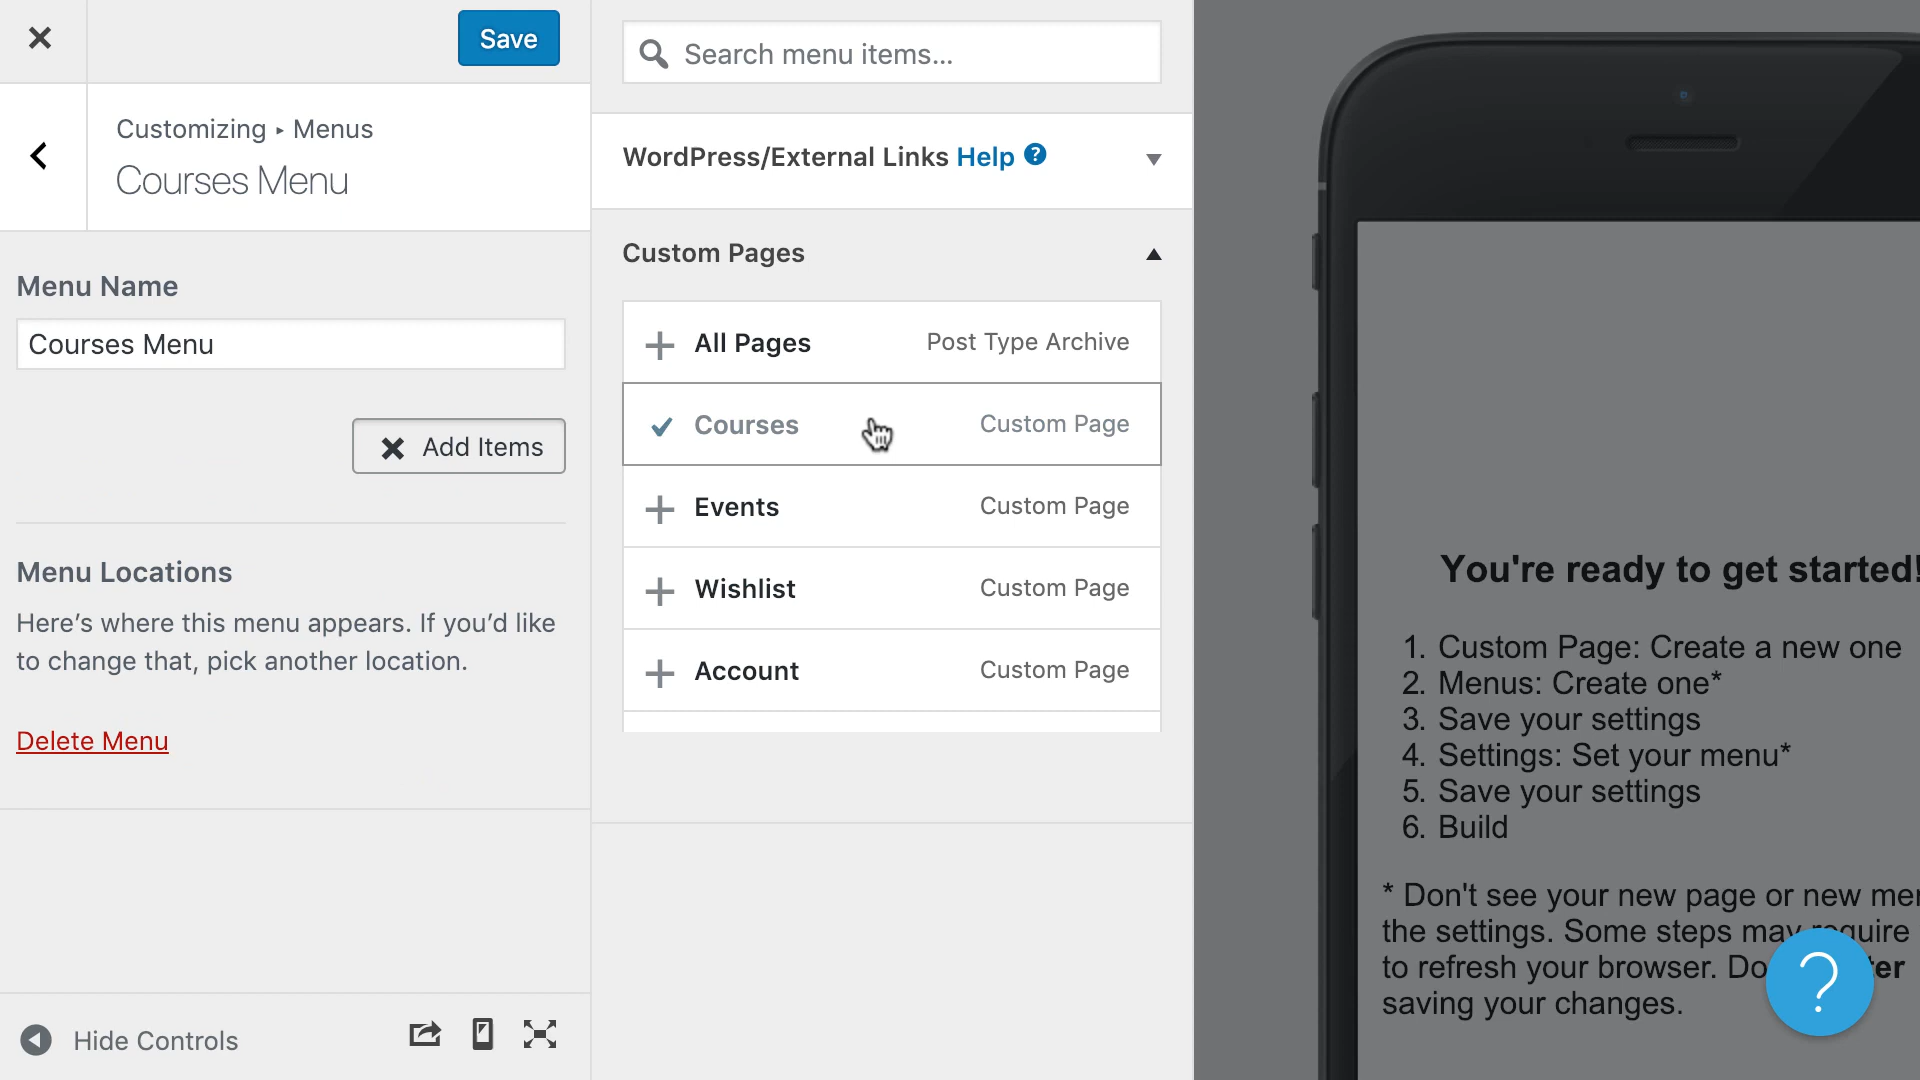 Save
Customizing ▸ Menus
Courses Menu
Menu Name
Courses Menu
Add Items
Menu Locations
Here’s where this menu appears. If you’d like
to change that, pick another location.
Delete Menu
Hide Controls
Search menu items...
WordPress/External Links Help ?
Custom Pages
All Pages Post Type Archive
Courses Custom Page
Events Custom Page
Wishlist Custom Page
Account Custom Page
You're ready to get started!
1. Custom Page: Create a new one
2. Menus: Create one*
3. Save your settings
4. Settings: Set your menu*
5. Save your settings
6. Build
* Don't see your new page or new
the settings. Some steps may require
to refresh your browser.
saving your changes.
?